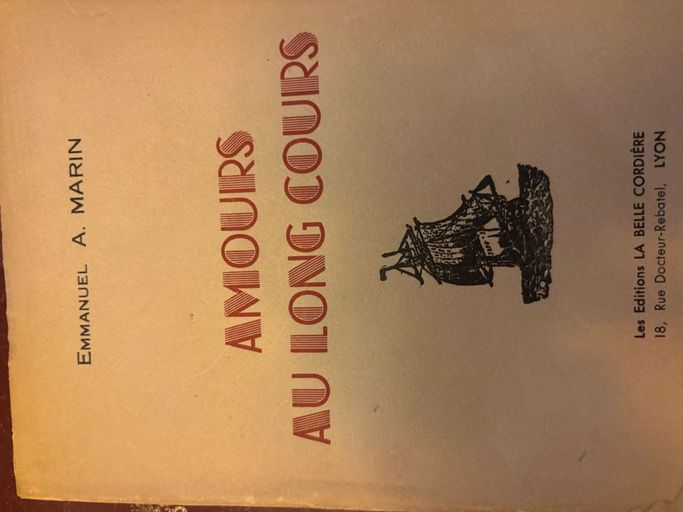 EMMANUEL A. MARIN
AMOURS
AU LONG COURS
Les Editions LA BELLE CORDIÈRE
18, Rue Docteur-Rebatel, LYON